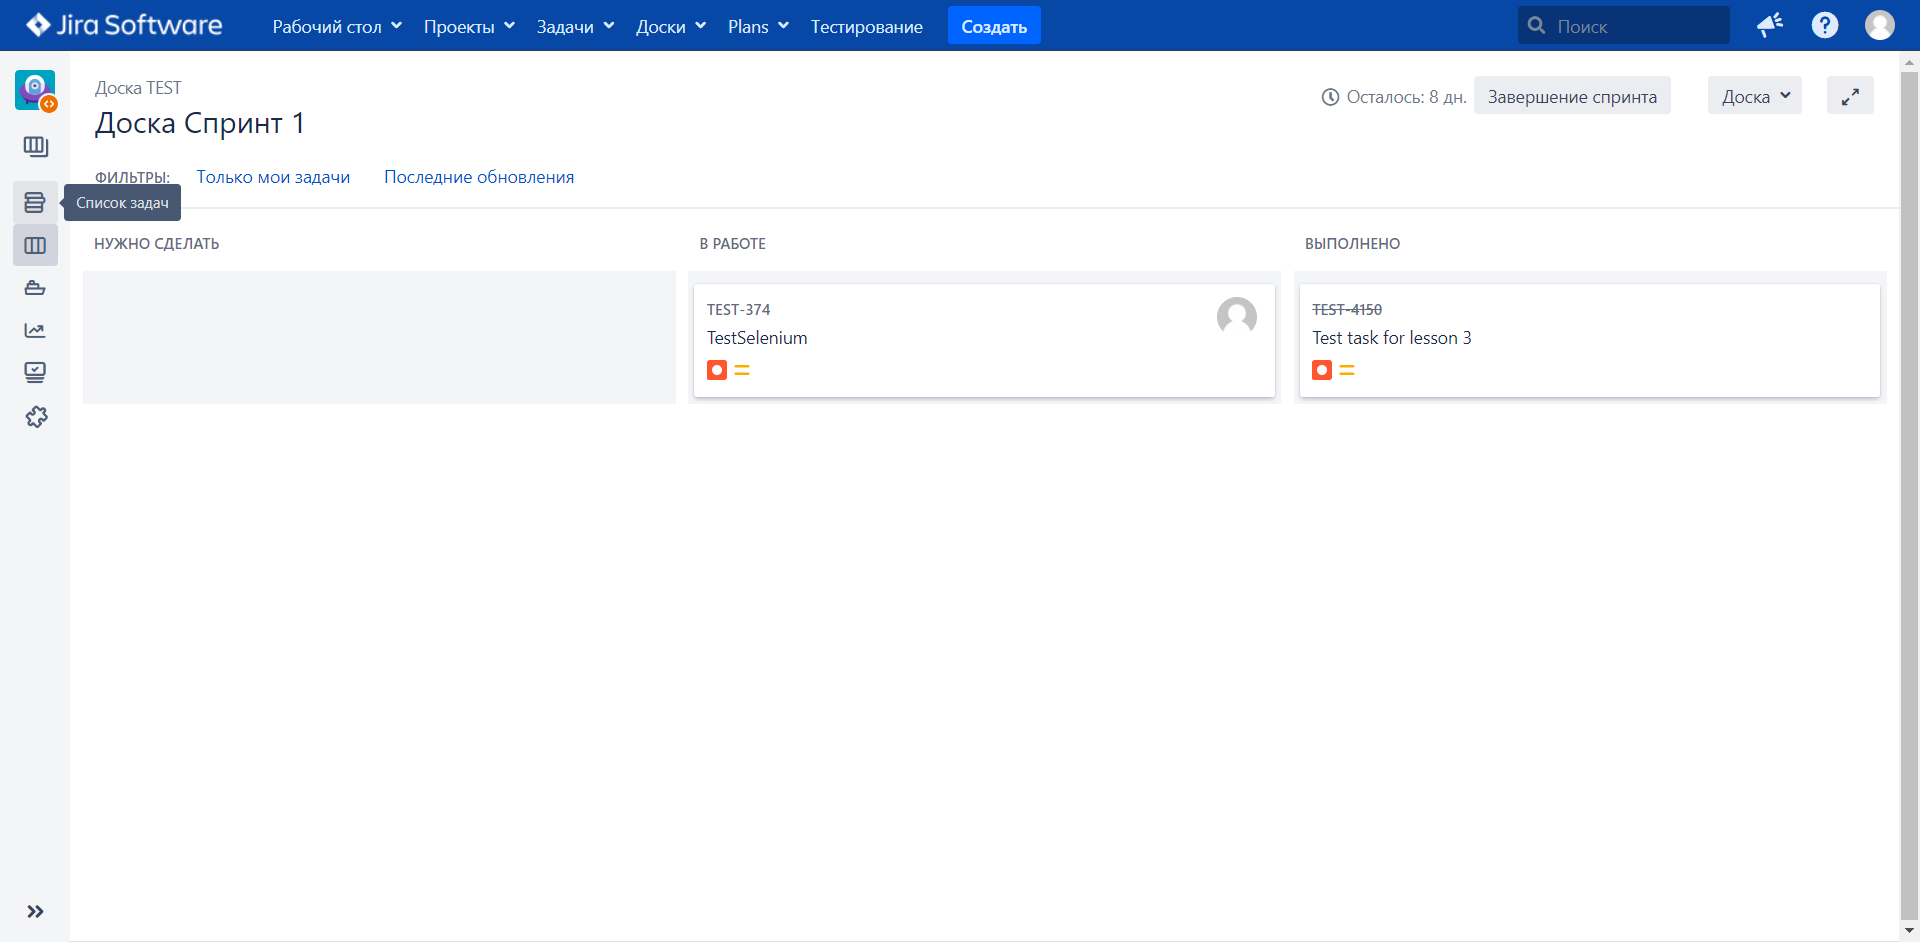 Jira Software
Рабочий стол Проекты Задачи Доски Plans Тестирование Создать Поиск ?
Доска TEST
Осталось: 8 дн. Завершение спринта Доска
Доска Спринт 1
ФИЛЬТРЫ: Только мои задачи Последние обновления
Список задач
НУЖНО СДЕЛАТЬ В РАБОТЕ ВЫПОЛНЕНО
TEST-374
TestSelenium
TEST-4150
Test task for lesson 3